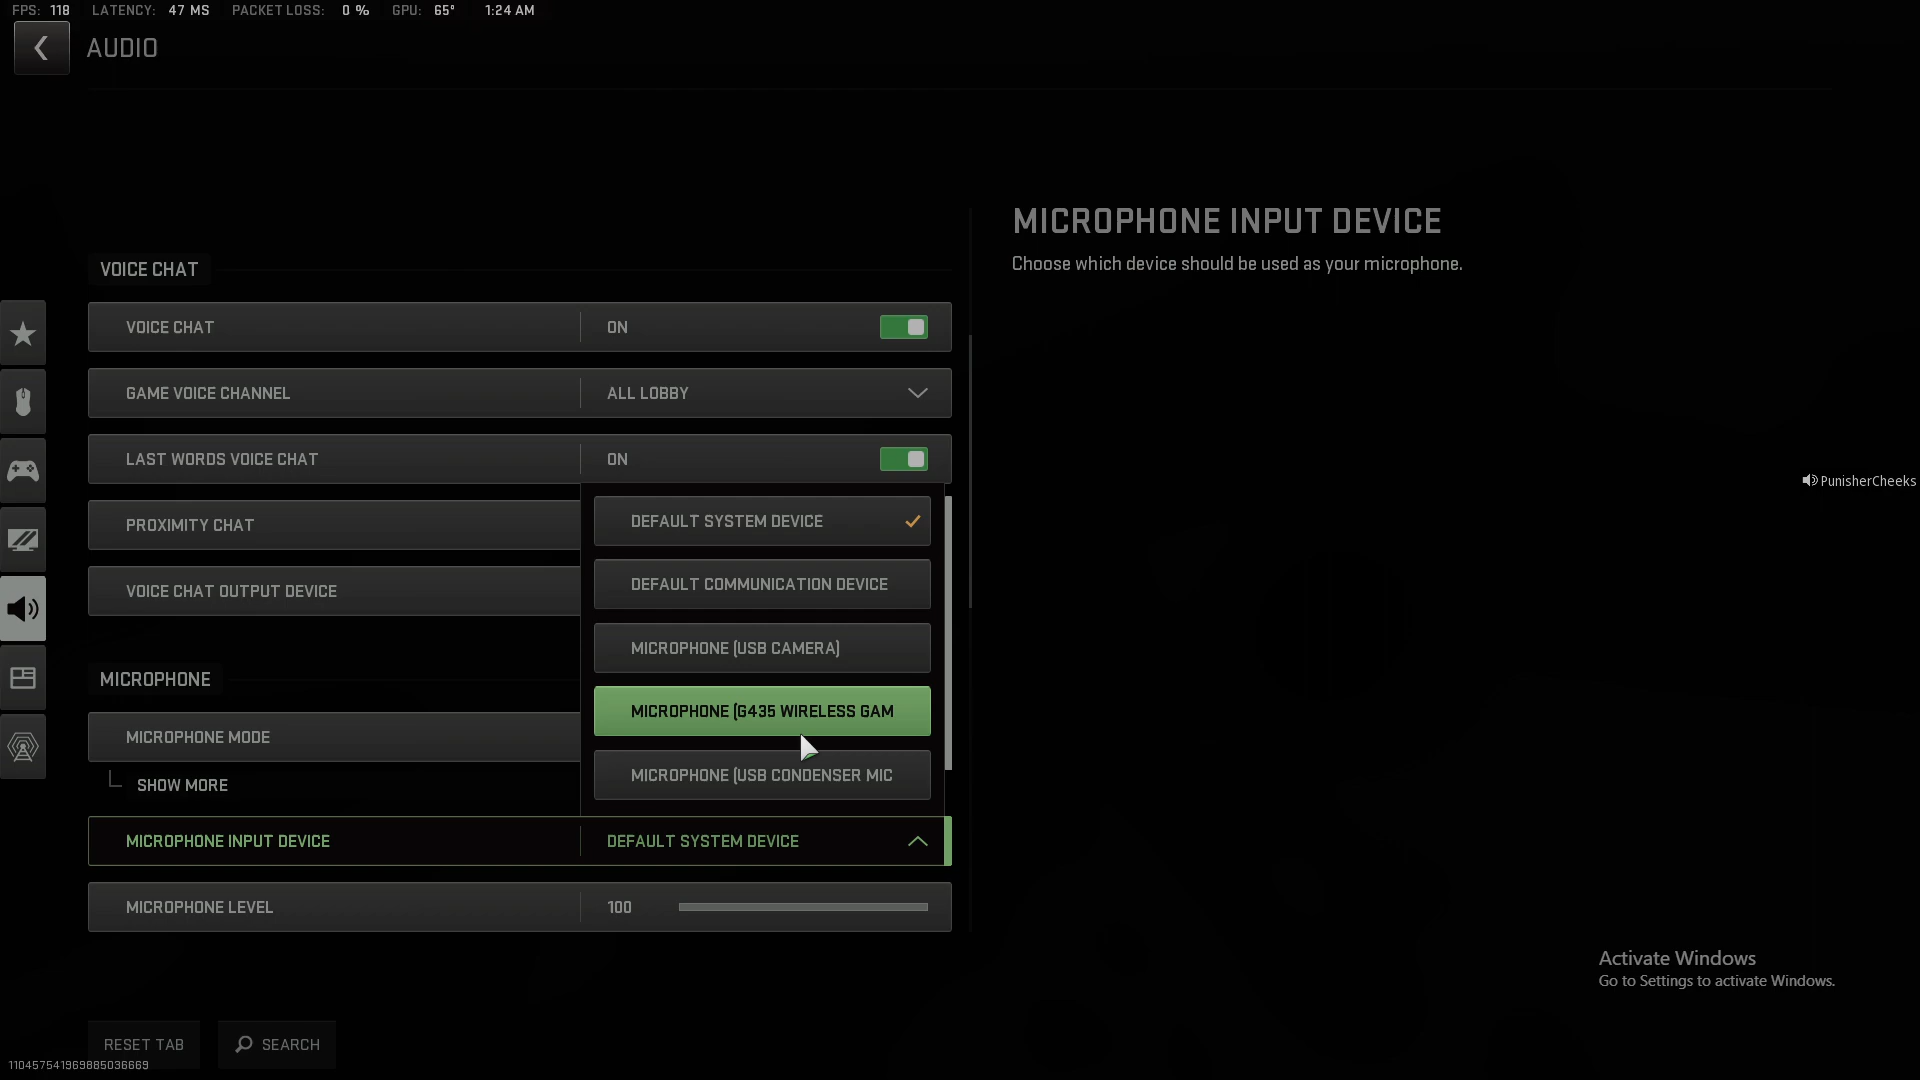 FPS: 118 LATENCY: 47 MS PACKET LOSS: 0 % GPU: 65° 1:24 AM
AUDIO
MICROPHONE INPUT DEVICE
Choose which device should be used as your microphone.
VOICE CHAT
VOICE CHAT ON
GAME VOICE CHANNEL ALL LOBBY
LAST WORDS VOICE CHAT ON
PROXIMITY CHAT
VOICE CHAT OUTPUT DEVICE
DEFAULT SYSTEM DEVICE
DEFAULT COMMUNICATION DEVICE
MICROPHONE (USB CAMERA)
MICROPHONE (G435 WIRELESS GAM
MICROPHONE (USB CONDENSER MIC
MICROPHONE
MICROPHONE MODE
SHOW MORE
MICROPHONE INPUT DEVICE DEFAULT SYSTEM DEVICE
MICROPHONE LEVEL 100
PunisherCheeks
Activate Windows
Go to Settings to activate Windows.
RESET TAB SEARCH
11045754196988503669